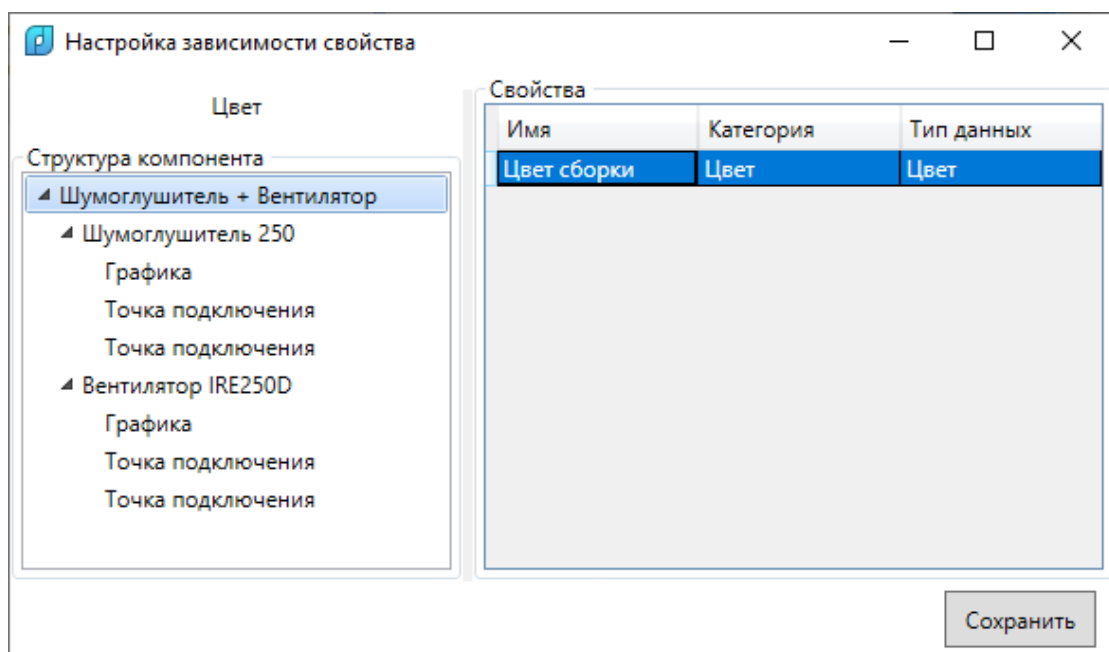 Настройка зависимости свойства
Цвет
Структура компонента
Шумоглушитель + Вентилятор
Шумоглушитель 250
Графика
Точка подключения
Точка подключения
Вентилятор IRE250D
Графика
Точка подключения
Точка подключения
Свойства
Имя Категория Тип данных
Цвет сборки Цвет Цвет
Сохранить